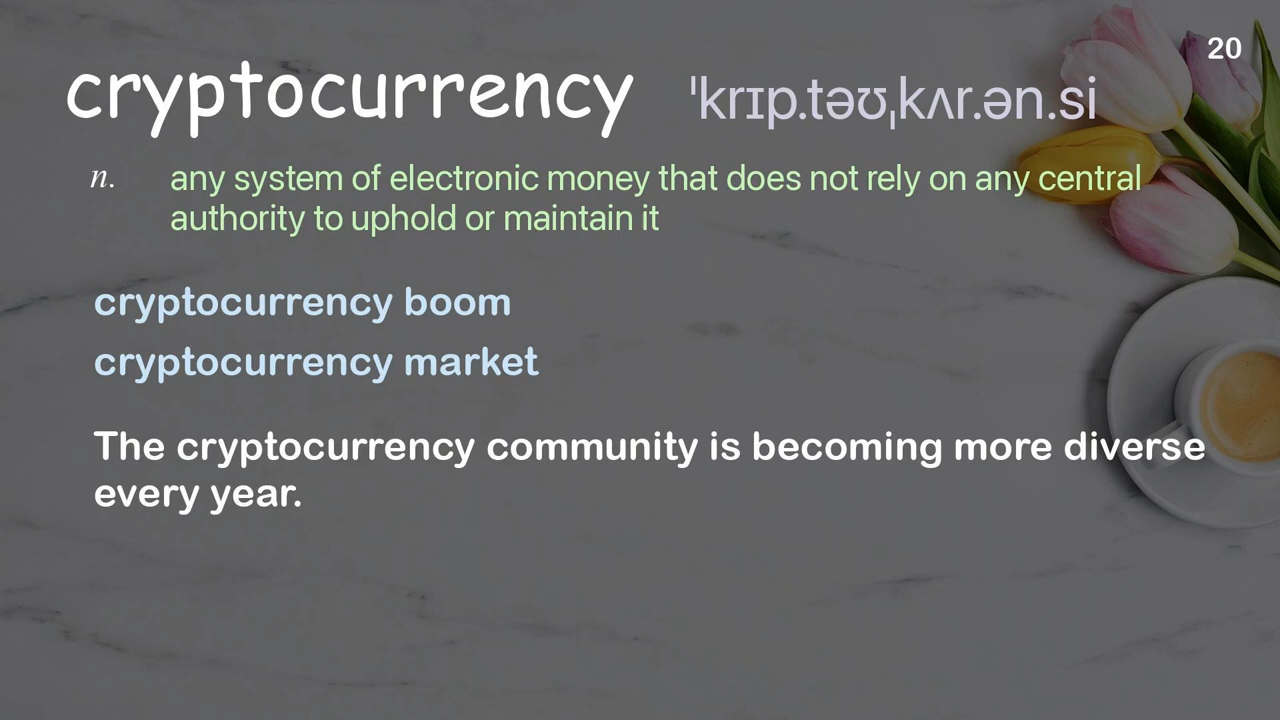 20
cryptocurrency ˈkrɪp.təʊˌkʌr.ən.si
n. any system of electronic money that does not rely on any central
authority to uphold or maintain it
cryptocurrency boom
cryptocurrency market
The cryptocurrency community is becoming more diverse
every year.